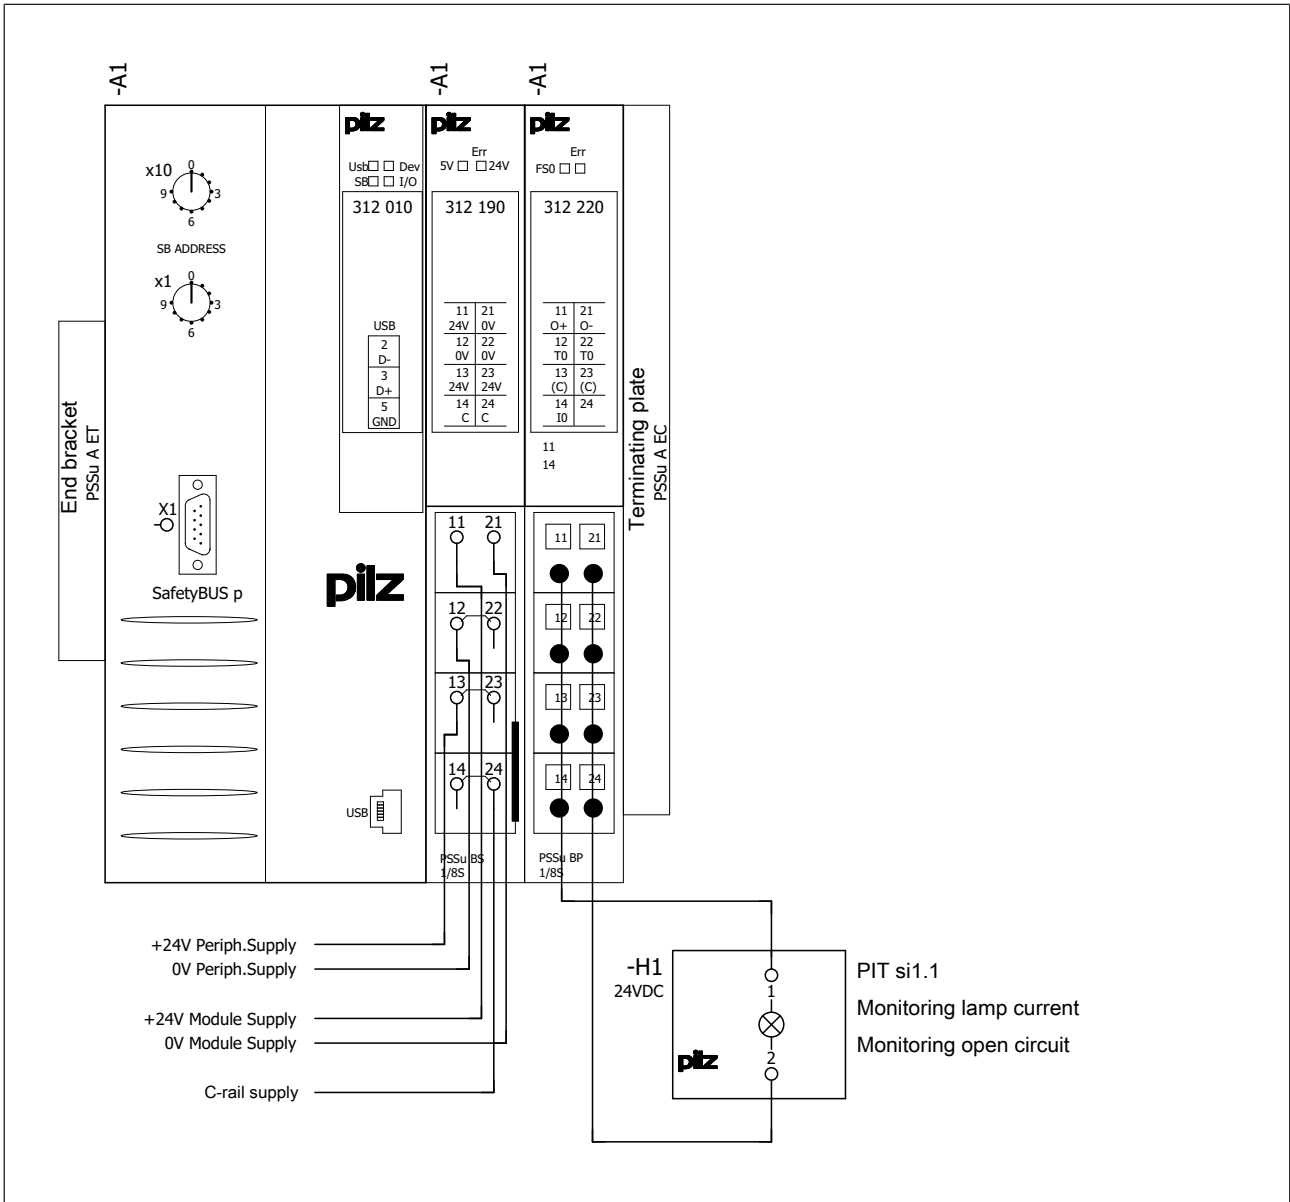 -A1
-A1
-A1
pilz
pilz
pilz
Usb Dev
SB I/O
Err
5V 24V
Err
FS0
312 010
312 190
312 220
x10
0
9 3
6
SB ADDRESS
x1
0
9 3
6
USB
2
D-
3
D+
5
GND
11 21
24V 0V
12 22
0V 0V
13 23
24V 24V
14 24
C C
11 21
O+ O-
12 22
T0 T0
13 23
(C) (C)
14 24
I0
11
14
End bracket
PSSu A ET
Terminating plate
PSSu A EC
X1
SafetyBUS p
pilz
USB
11 21
12 22
13 23
14 24
11 21
12 22
13 23
14 24
PSSu BS
1/8S
PSSu BP
1/8S
+24V Periph.Supply
0V Periph.Supply
+24V Module Supply
0V Module Supply
C-rail supply
-H1
24VDC
1
2
pilz
PIT si1.1
Monitoring lamp current
Monitoring open circuit